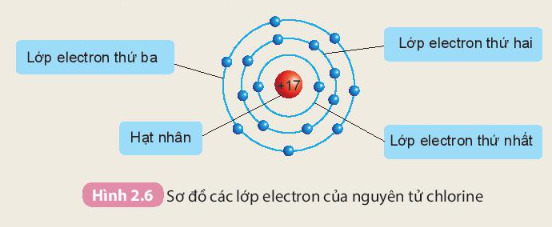 Lớp electron thứ ba
Lớp electron thứ hai
+17
Hạt nhân
Lớp electron thứ nhất
Hình 2.6 Sơ đồ các lớp electron của nguyên tử chlorine